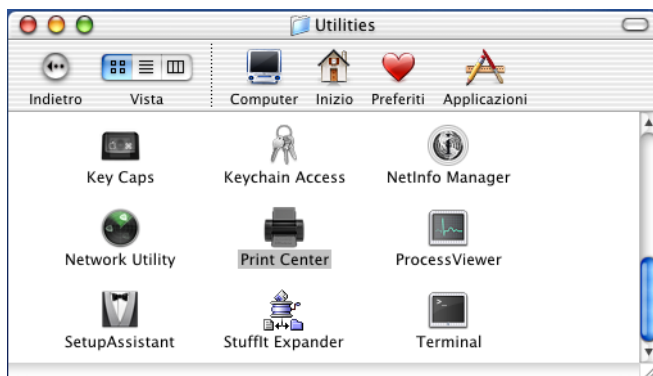 Utilities
Indietro Vista Computer Inizio Preferiti Applicazioni
Key Caps Keychain Access NetInfo Manager
Network Utility Print Center ProcessViewer
SetupAssistant StuffIt Expander Terminal